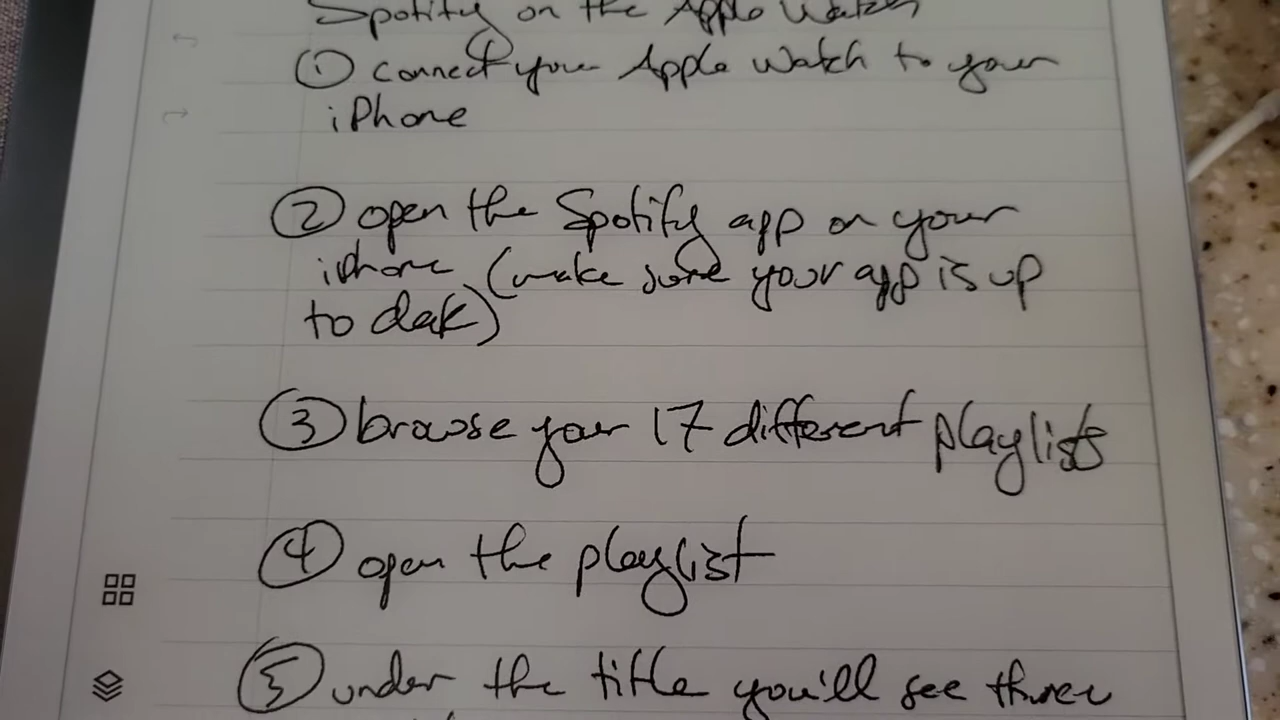 Spotify on the Apple Watch
① connect your Apple Watch to your
iPhone
② open the Spotify app on your
iphone (make sure your app is up
to date)
③ browse your 17 different playlists
④ open the playlist
⑤ under the title you'll see three